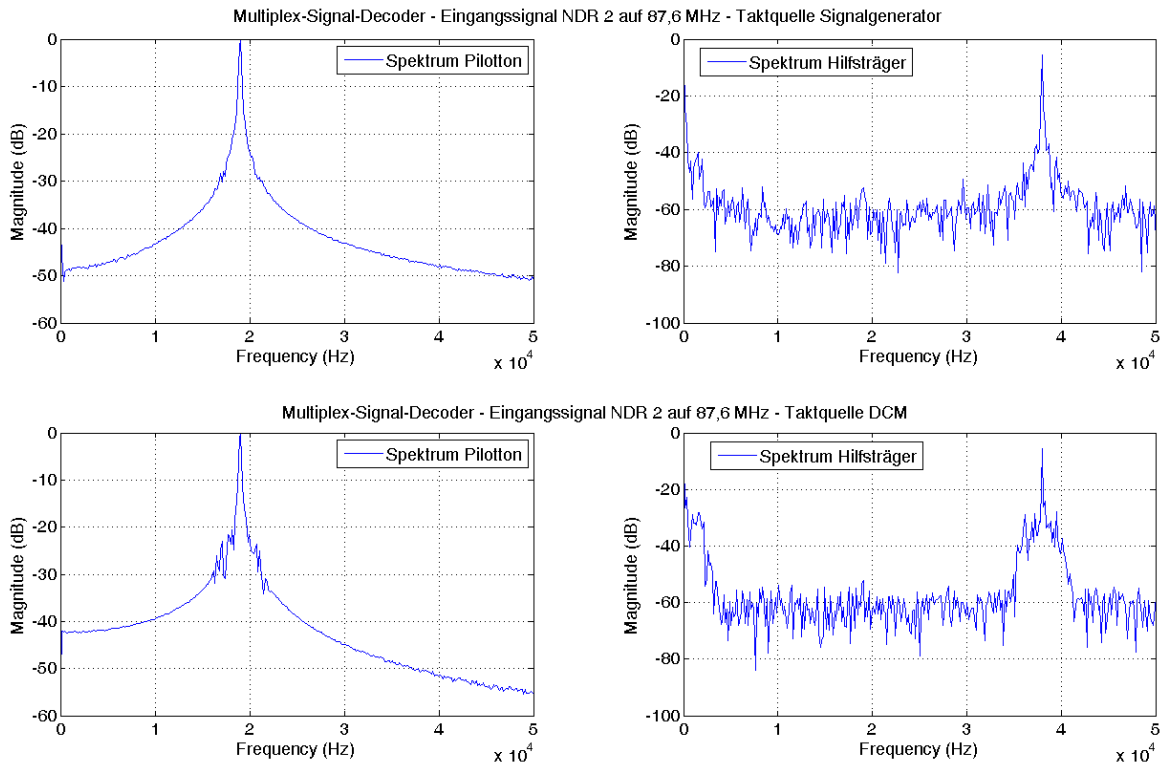 Multiplex-Signal-Decoder - Eingangssignal NDR 2 auf 87,6 MHz - Taktquelle Signalgenerator
Magnitude (dB)
0
-10
-20
-30
-40
-50
-60
Spektrum Pilotton
0 1 2 3 4 5
Frequency (Hz)
x 10^4
Magnitude (dB)
0
-20
-40
-60
-80
-100
Spektrum Hilfsträger
0 1 2 3 4 5
Frequency (Hz)
x 10^4
Multiplex-Signal-Decoder - Eingangssignal NDR 2 auf 87,6 MHz - Taktquelle DCM
Magnitude (dB)
0
-10
-20
-30
-40
-50
-60
Spektrum Pilotton
0 1 2 3 4 5
Frequency (Hz)
x 10^4
Magnitude (dB)
0
-20
-40
-60
-80
-100
Spektrum Hilfsträger
0 1 2 3 4 5
Frequency (Hz)
x 10^4